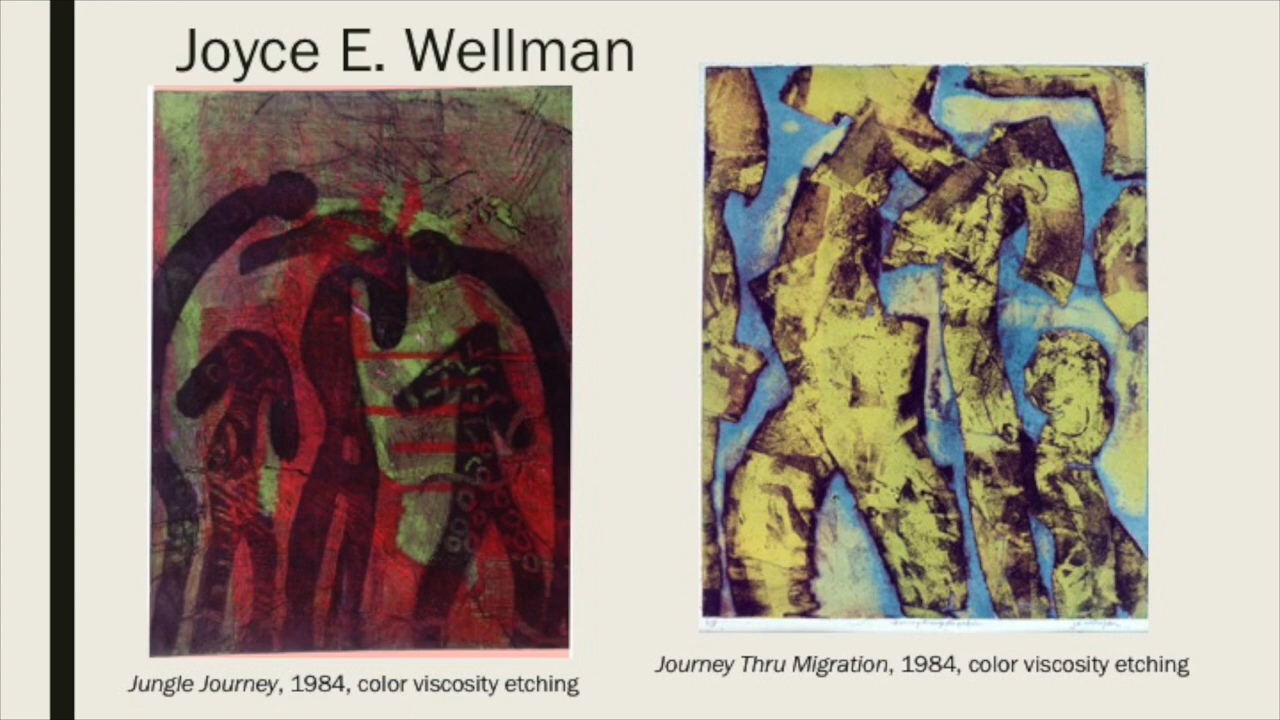 Joyce E. Wellman
Jungle Journey, 1984, color viscosity etching
Journey Thru Migration, 1984, color viscosity etching